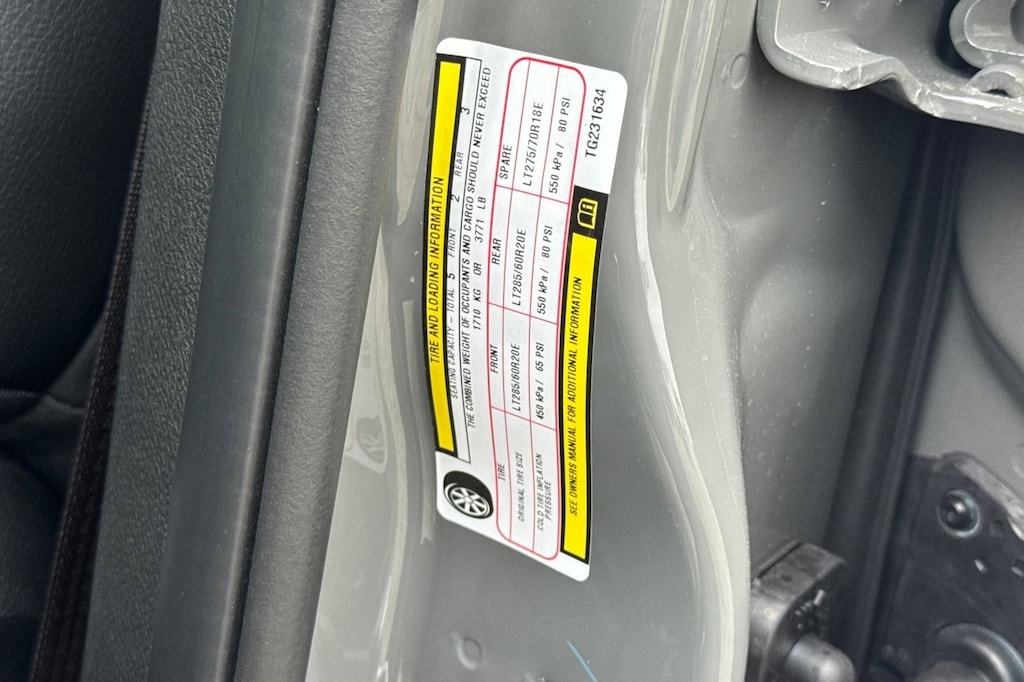 TIRE AND LOADING INFORMATION
SEATING CAPACITY – TOTAL 5 FRONT 2 REAR 3
THE COMBINED WEIGHT OF OCCUPANTS AND CARGO SHOULD NEVER EXCEED
1710 KG OR 3771 LB
TIRE FRONT REAR SPARE
ORIGINAL TIRE SIZE LT285/60R20E LT285/60R20E LT275/70R18E
COLD TIRE INFLATION PRESSURE 450 kPa / 65 PSI 550 kPa / 80 PSI 550 kPa / 80 PSI
SEE OWNERS MANUAL FOR ADDITIONAL INFORMATION
TG231634